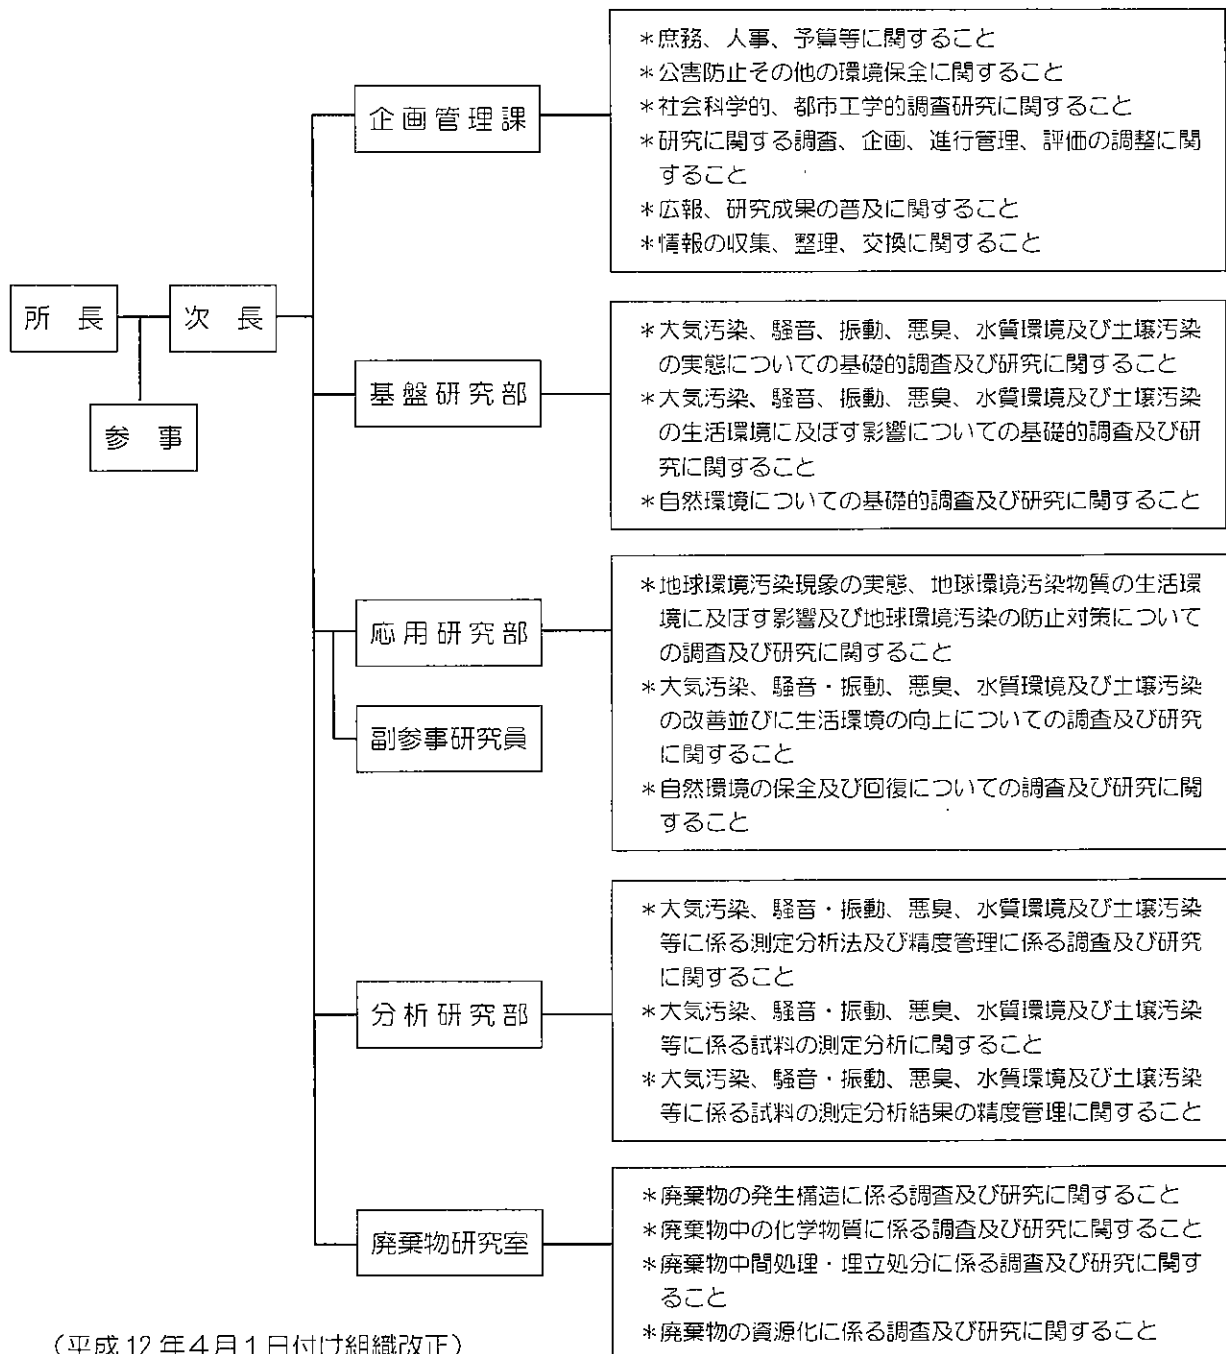 所長
次長
参事
企画管理課
＊庶務、人事、予算等に関すること
＊公害防止その他の環境保全に関すること
＊社会科学的、都市工学的調査研究に関すること
＊研究に関する調査、企画、進行管理、評価の調整に関
すること
＊広報、研究成果の普及に関すること
＊情報の収集、整理、交換に関すること
基盤研究部
＊大気汚染、騒音、振動、悪臭、水質環境及び土壌汚染
の実態についての基礎的調査及び研究に関すること
＊大気汚染、騒音、振動、悪臭、水質環境及び土壌汚染
の生活環境に及ぼす影響についての基礎的調査及び研
究に関すること
＊自然環境についての基礎的調査及び研究に関すること
応用研究部
副参事研究員
＊地球環境汚染現象の実態、地球環境汚染物質の生活環
境に及ぼす影響及び地球環境汚染の防止対策について
の調査及び研究に関すること
＊大気汚染、騒音・振動、悪臭、水質環境及び土壌汚染
の改善並びに生活環境の向上についての調査及び研究
に関すること
＊自然環境の保全及び回復についての調査及び研究に関
すること
分析研究部
＊大気汚染、騒音・振動、悪臭、水質環境及び土壌汚染
等に係る測定分析法及び精度管理に係る調査及び研究
に関すること
＊大気汚染、騒音・振動、悪臭、水質環境及び土壌汚染
等に係る試料の測定分析に関すること
＊大気汚染、騒音・振動、悪臭、水質環境及び土壌汚染
等に係る試料の測定分析結果の精度管理に関すること
廃棄物研究室
＊廃棄物の発生構造に係る調査及び研究に関すること
＊廃棄物中の化学物質に係る調査及び研究に関すること
＊廃棄物中間処理・埋立処分に係る調査及び研究に関す
ること
＊廃棄物の資源化に係る調査及び研究に関すること
（平成12年4月1日付け組織改正）